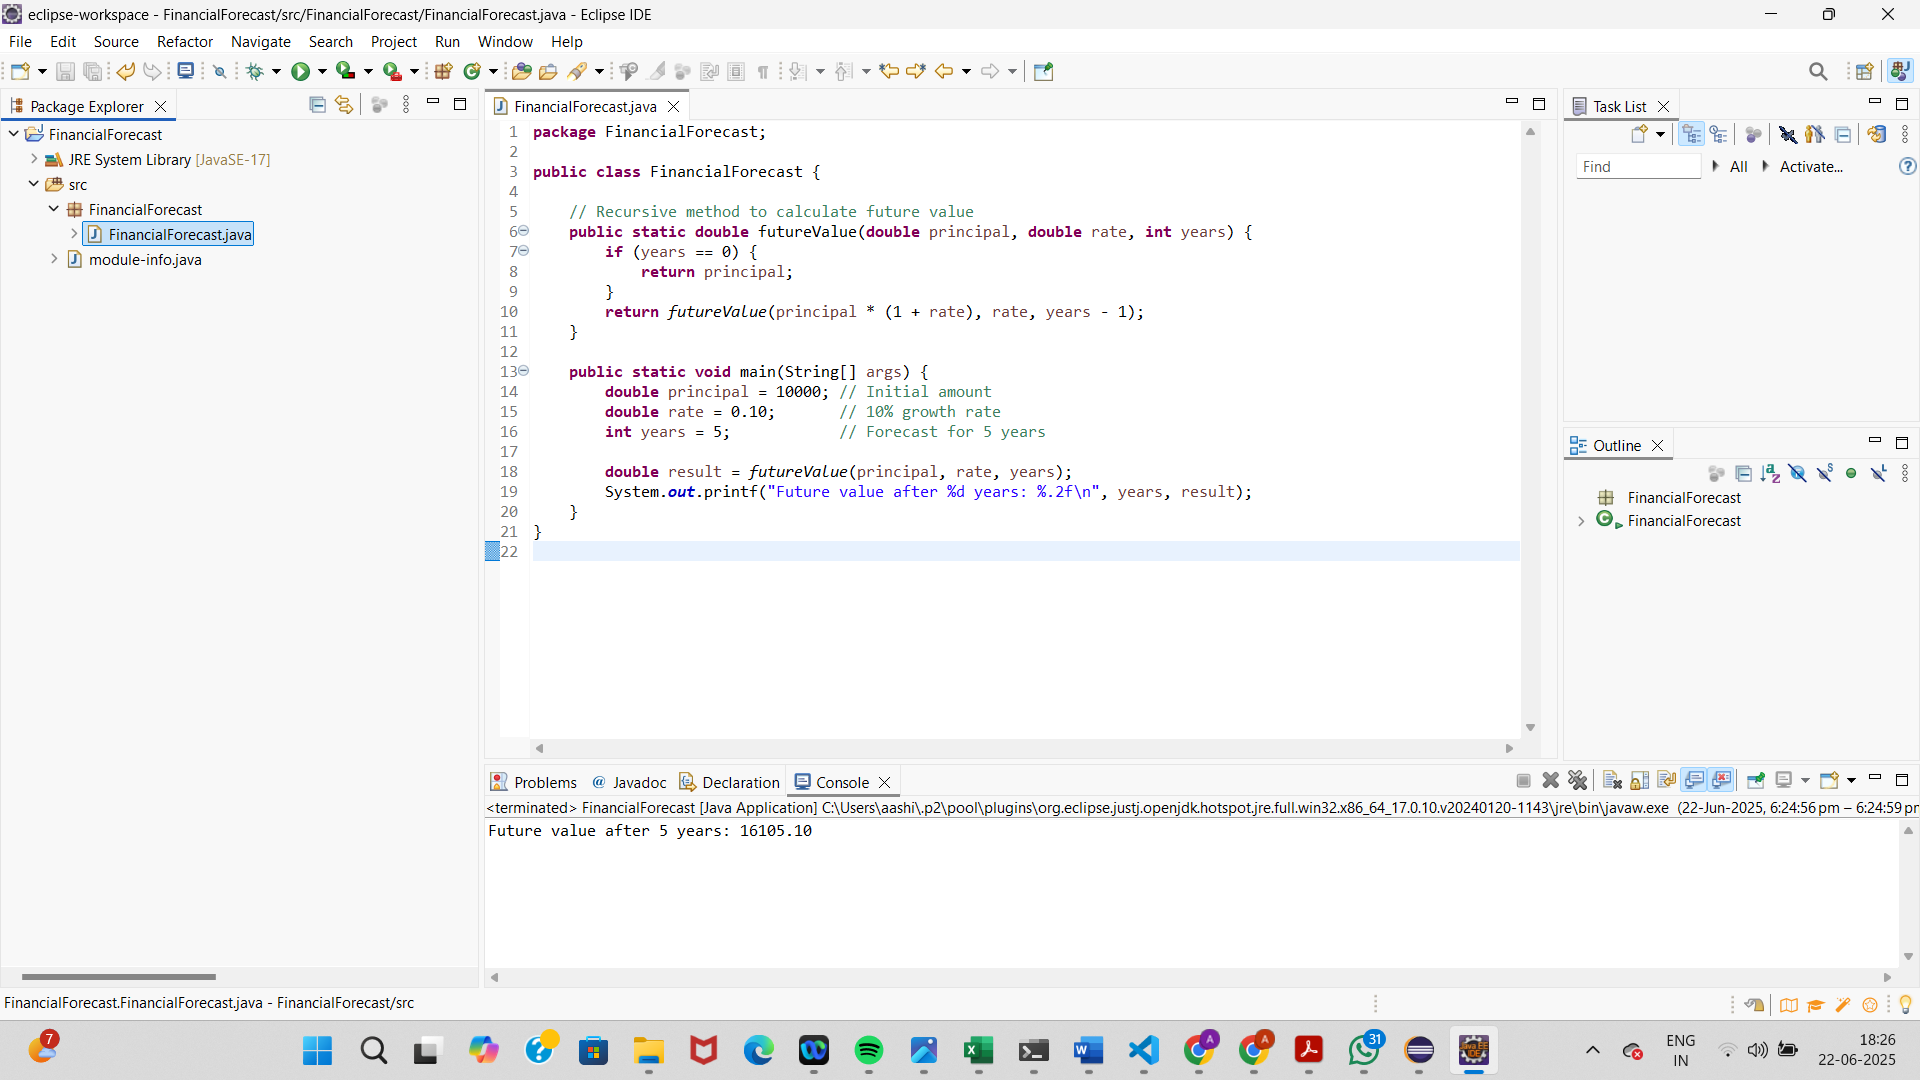 eclipse-workspace - FinancialForecast/src/FinancialForecast/FinancialForecast.java - Eclipse IDE
File Edit Source Refactor Navigate Search Project Run Window Help
Package Explorer
FinancialForecast
JRE System Library [JavaSE-17]
src
FinancialForecast
FinancialForecast.java
module-info.java
FinancialForecast.java
1 package FinancialForecast;
2
3 public class FinancialForecast {
4
5 // Recursive method to calculate future value
6 public static double futureValue(double principal, double rate, int years) {
7 if (years == 0) {
8 return principal;
9 }
10 return futureValue(principal * (1 + rate), rate, years - 1);
11 }
12
13 public static void main(String[] args) {
14 double principal = 10000; // Initial amount
15 double rate = 0.10; // 10% growth rate
16 int years = 5; // Forecast for 5 years
17
18 double result = futureValue(principal, rate, years);
19 System.out.printf("Future value after %d years: %.2f\n", years, result);
20 }
21 }
22
Task List
Find All Activate...
Outline
FinancialForecast
FinancialForecast
Problems Javadoc Declaration Console
<terminated> FinancialForecast [Java Application] C:\Users\aashi\.p2\pool\plugins\org.eclipse.justj.openjdk.hotspot.jre.full.win32.x86_64_17.0.10.v20240120-1143\jre\bin\javaw.exe (22-Jun-2025, 6:24:56 pm – 6:24:59 pm
Future value after 5 years: 16105.10
FinancialForecast.FinancialForecast.java - FinancialForecast/src
7
A
A
31
ENG
IN
18:26
22-06-2025